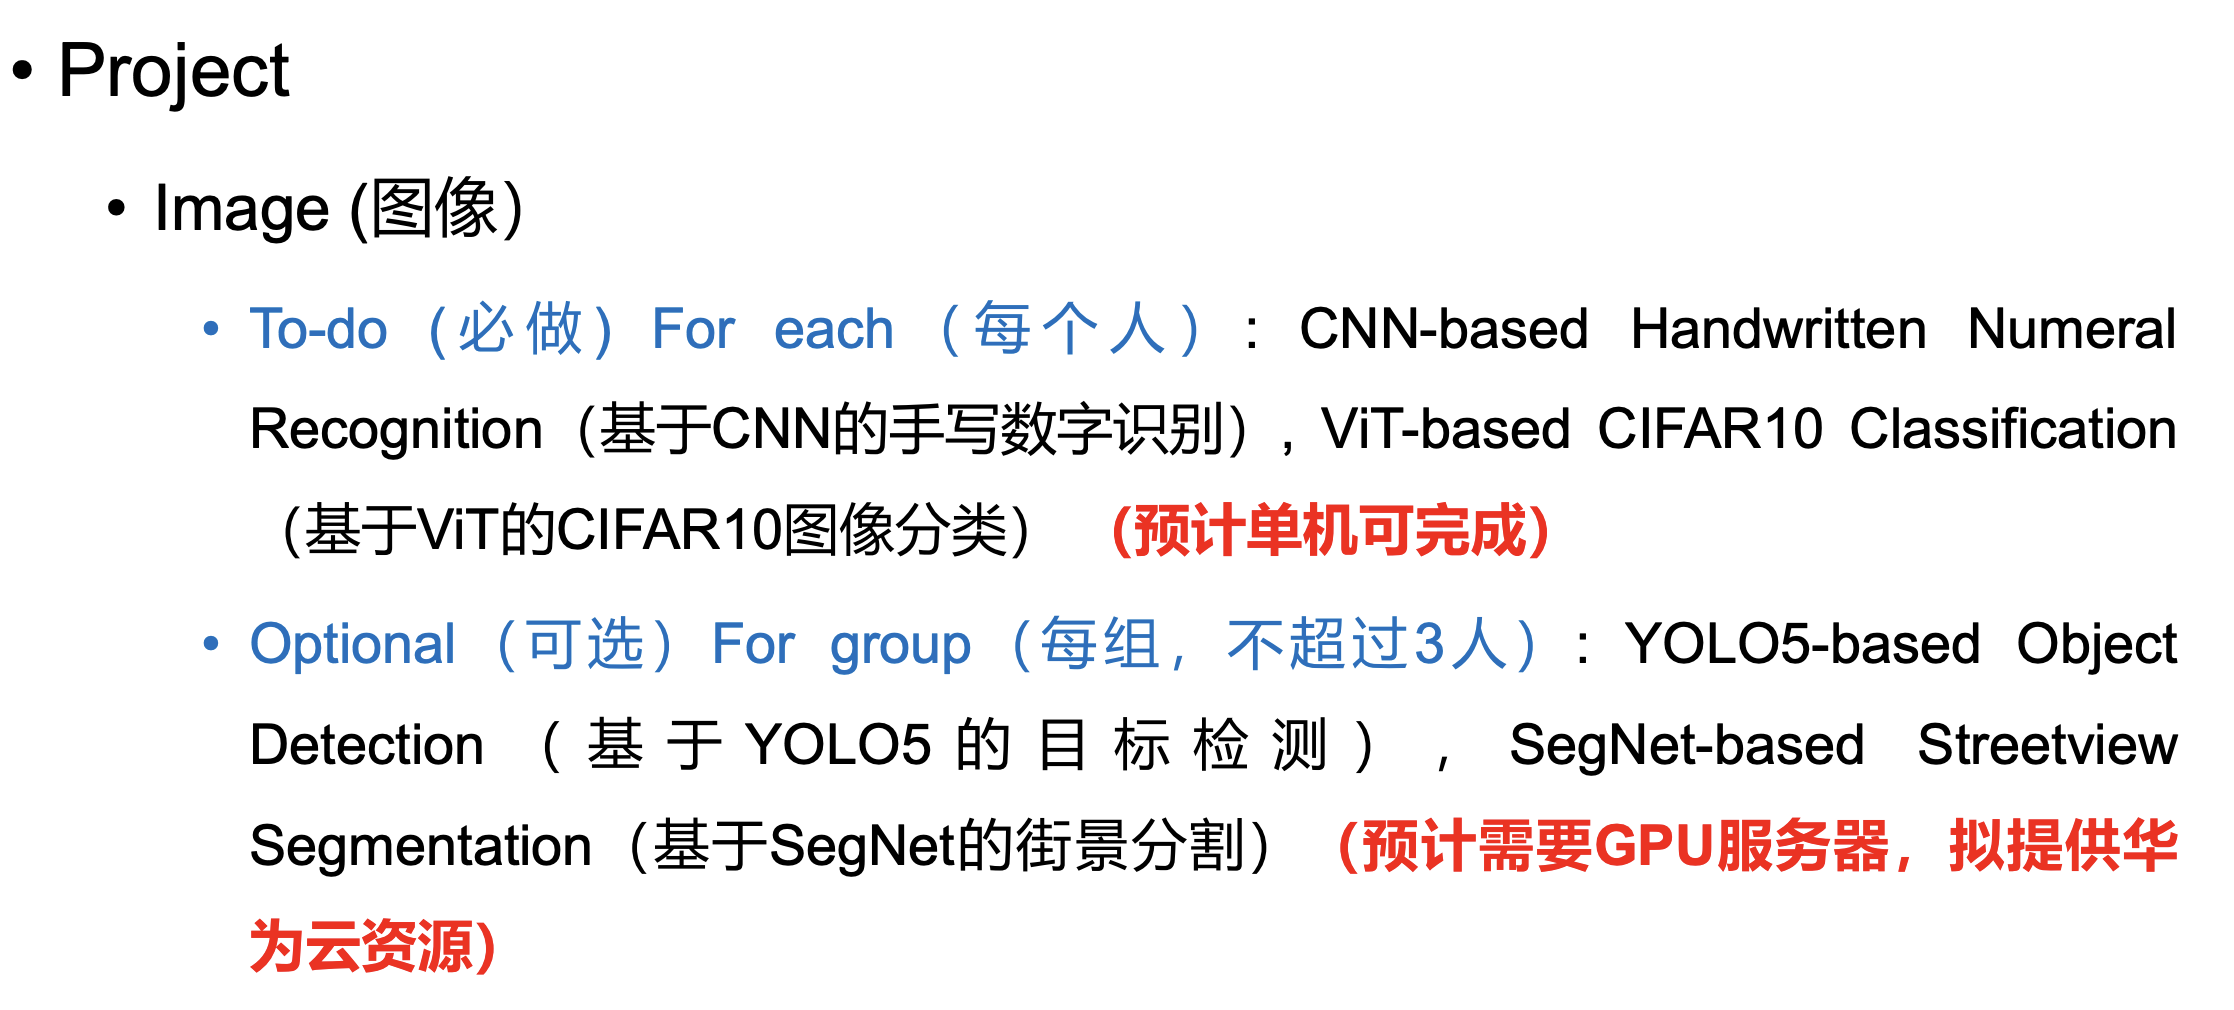 • Project
• Image (图像）
• To-do（必做）For each（每个人）: CNN-based Handwritten Numeral
Recognition（基于CNN的手写数字识别）, ViT-based CIFAR10 Classification
（基于ViT的CIFAR10图像分类）（预计单机可完成）
• Optional（可选）For group（每组，不超过3人）: YOLO5-based Object
Detection（基于YOLO5的目标检测）, SegNet-based Streetview
Segmentation（基于SegNet的街景分割）（预计需要GPU服务器，拟提供华
为云资源）